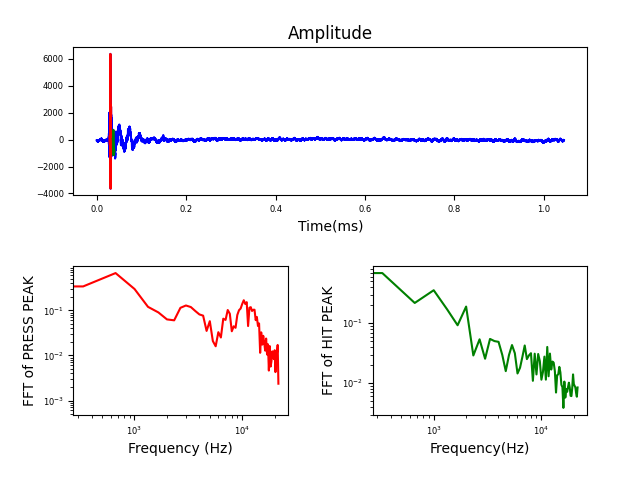 Amplitude
6000
4000
2000
0
−2000
−4000
0.0 0.2 0.4 0.6 0.8 1.0
Time(ms)
FFT of PRESS PEAK
10⁻¹
10⁻²
10⁻³
10³ 10⁴
Frequency (Hz)
FFT of HIT PEAK
10⁻¹
10⁻²
10³ 10⁴
Frequency(Hz)